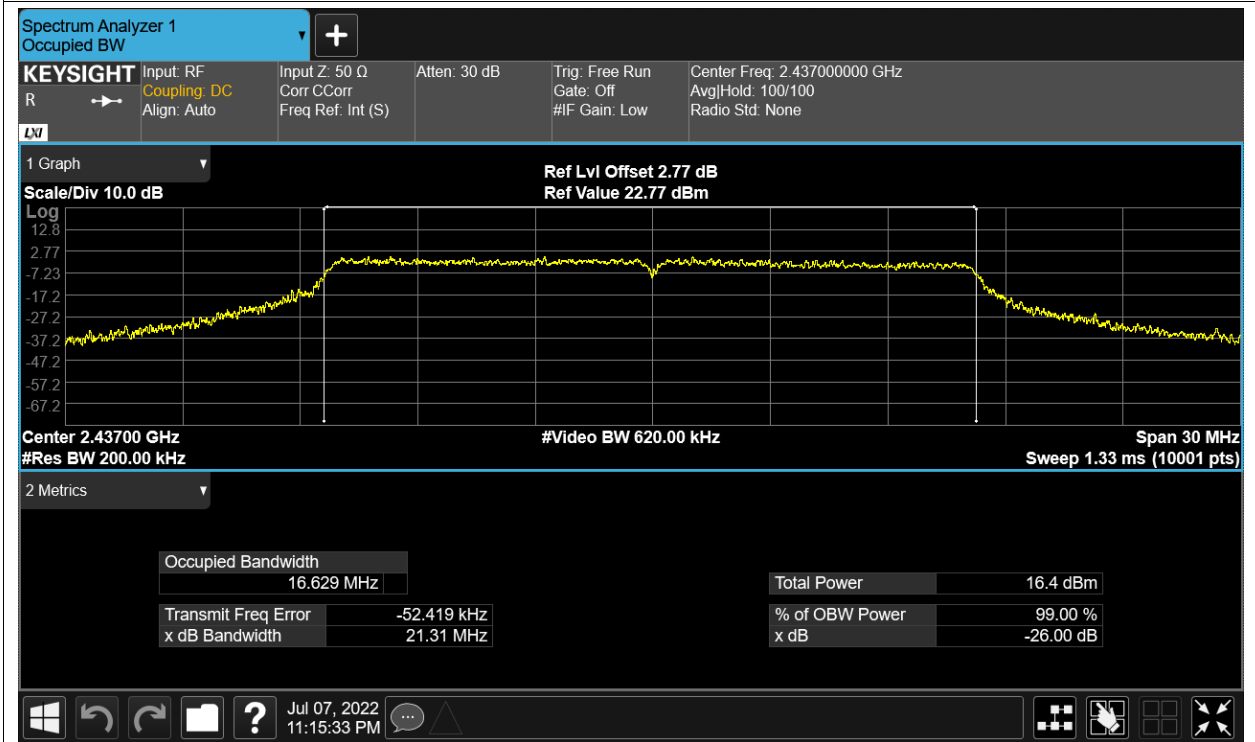 Spectrum Analyzer 1
Occupied BW
KEYSIGHT
R
LXI
Input: RF
Coupling: DC
Align: Auto
Input Z: 50 Ω
Corr CCorr
Freq Ref: Int (S)
Atten: 30 dB
Trig: Free Run
Gate: Off
#IF Gain: Low
Center Freq: 2.437000000 GHz
Avg|Hold: 100/100
Radio Std: None
1 Graph
Scale/Div 10.0 dB
Ref Lvl Offset 2.77 dB
Ref Value 22.77 dBm
Log
12.8
2.77
-7.23
-17.2
-27.2
-37.2
-47.2
-57.2
-67.2
Center 2.43700 GHz
#Res BW 200.00 kHz
#Video BW 620.00 kHz
Span 30 MHz
Sweep 1.33 ms (10001 pts)
2 Metrics
Occupied Bandwidth
16.629 MHz
Transmit Freq Error -52.419 kHz
x dB Bandwidth 21.31 MHz
Total Power 16.4 dBm
% of OBW Power 99.00 %
x dB -26.00 dB
?
Jul 07, 2022
11:15:33 PM